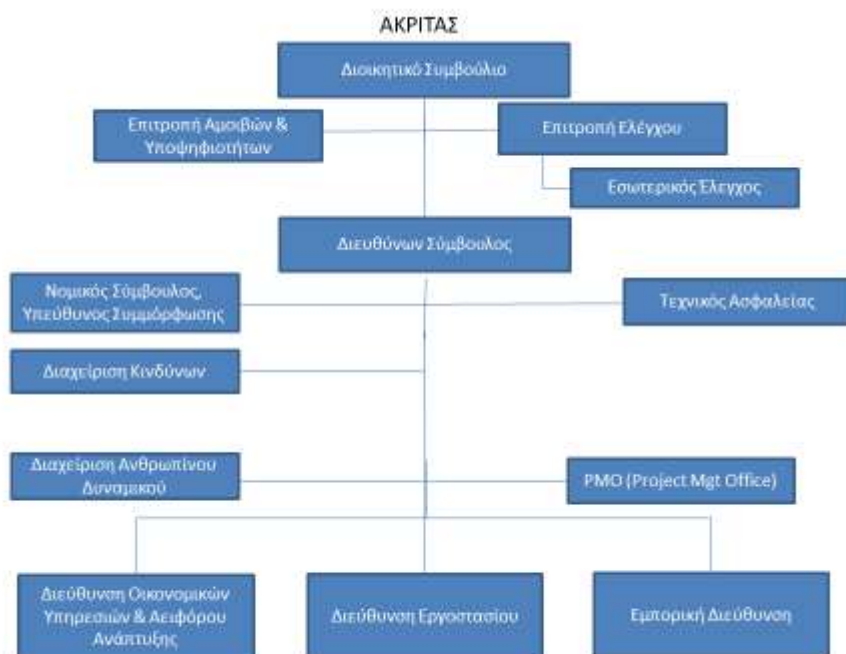 ΑΚΡΙΤΑΣ
Διοικητικό Συμβούλιο
Επιτροπή Αμοιβών &
Υποψηφιοτήτων
Επιτροπή Ελέγχου
Εσωτερικός Έλεγχος
Διευθύνων Σύμβουλος
Νομικός Σύμβουλος,
Υπεύθυνος Συμμόρφωσης
Τεχνικός Ασφαλείας
Διαχείριση Κινδύνων
Διαχείριση Ανθρωπίνου
Δυναμικού
PMO (Project Mgt Office)
Διεύθυνση Οικονομικών
Υπηρεσιών & Αειφόρου
Ανάπτυξης
Διεύθυνση Εργοστασίου
Εμπορική Διεύθυνση